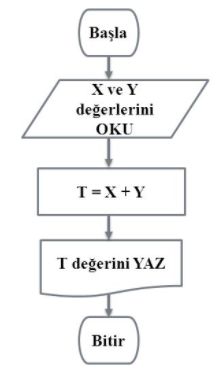 Başla
X ve Y
değerlerini
OKU
T = X + Y
T değerini YAZ
Bitir